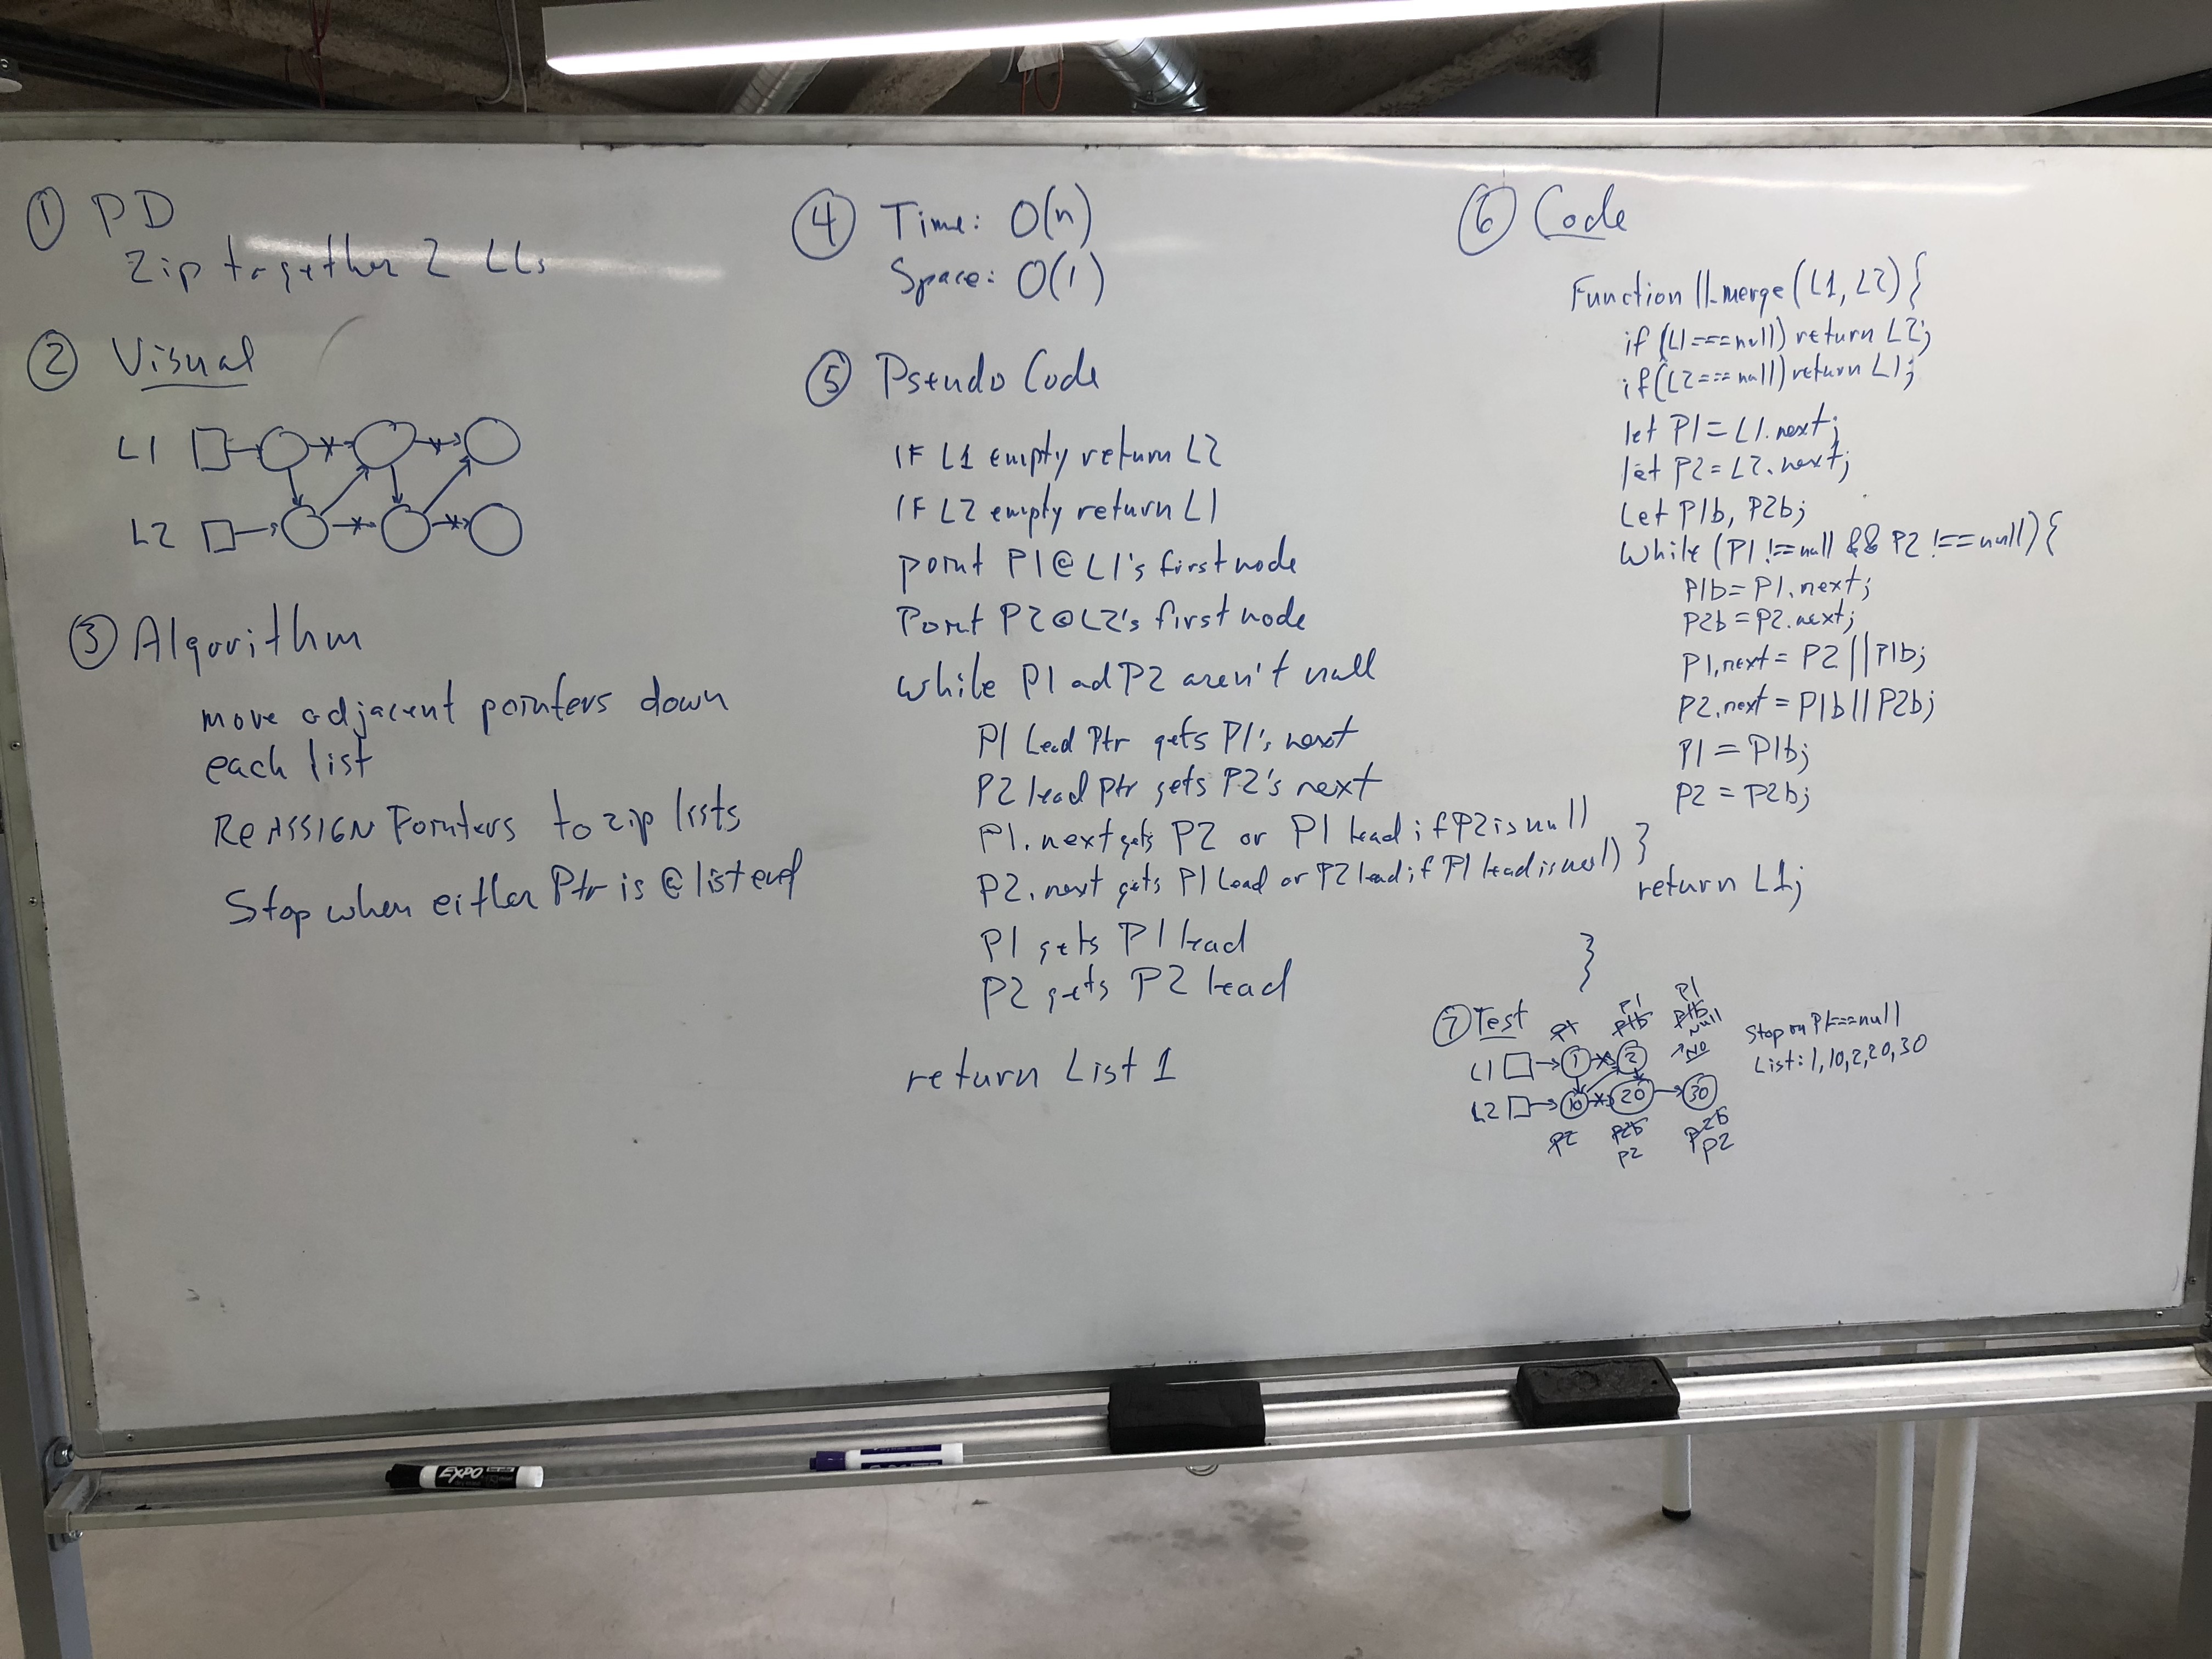 ① PD
Zip together 2 LLs
② Visual
L1
L2
③ Algorithm
move adjacent pointers down
each list
ReASSIGN Pointers to zip lists
Stop when either Ptr is @ list end
④ Time: O(n)
Space: O(1)
⑤ Pseudo Code
IF L1 empty return L2
IF L2 empty return L1
point P1 @ L1's first node
Point P2 @ L2's first node
while P1 ad P2 aren't null
P1 Lead Ptr gets P1's next
P2 lead Ptr gets P2's next
P1.next gets P2 or P1 lead if P2 is null
P2.next gets P1 Lead or P2 lead if P1 lead is null)
P1 gets P1 lead
P2 gets P2 lead
return List 1
⑥ Code
Function ll_merge (L1, L2) {
if (L1 === null) return L2;
if (L2 === null) return L1;
let P1 = L1.next;
let P2 = L2.next;
Let P1b, P2b;
While (P1 !== null && P2 !== null) {
P1b = P1.next;
P2b = P2.next;
P1.next = P2 || P1b;
P2.next = P1b || P2b;
P1 = P1b;
P2 = P2b;
}
return L1;
}
⑦ Test
P1 P1 P1
P1b P1b
Null
L1 1 2 NO
L2 10 20 30
P2 P2b P2b
P2 P2
Stop on P1 === null
List: 1, 10, 2, 20, 30
EXPO